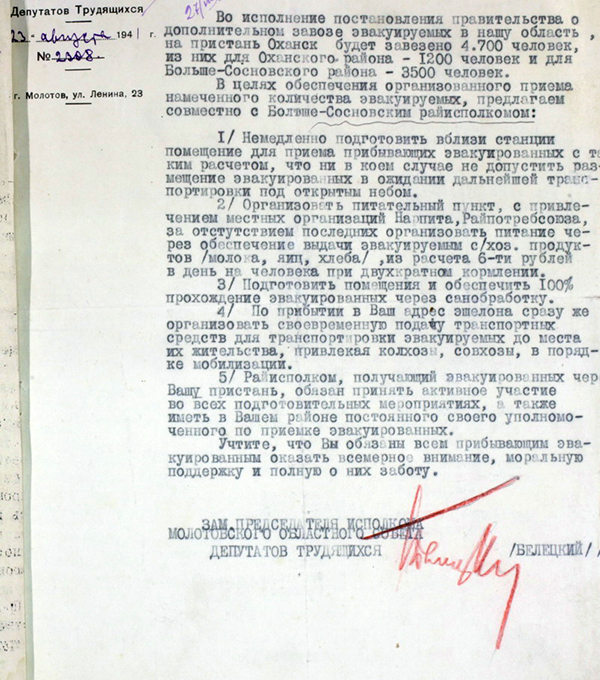 Депутатов Трудящихся
23 - августа 1941 г.
№ 2308.
г. Молотов, ул. Ленина, 23
27/
Во исполнение постановления правительства о
дополнительном завозе эвакуируемых в нашу область,
на пристань Оханск будет завезено 4.700 человек,
из них для Оханского района - 1200 человек и для
Больше-Сосновского района - 3500 человек.
В целях обеспечения организованного приема
намеченного количества эвакуируемых, предлагаем
совместно с Больше-Сосновским райисполкомом:
1/ Немедленно подготовить вблизи станции
помещение для приема прибывающих эвакуированных с та
ким расчетом, что ни в коем случае не допустить раз-
мещение эвакуированных в ожидании дальнейшей транс-
портировки под открытым небом.
2/ Организовать питательный пункт, с привле-
чением местных организаций Нарпита, Райпотребсоюза,
за отсутствием последних организовать питание че-
рез обеспечение выдачи эвакуируемым с/хоз. продук-
тов /молока, яиц, хлеба/ ,из расчета 6-ти рублей
в день на человека при двухкратном кормлении.
3/ Подготовить помещения и обеспечить 100%
прохождение эвакуированных через санобработку.
4/ По прибытии в Ваш адрес эшелона сразу же
организовать своевременную подачу транспортных
средств для транспортировки эвакуируемых до места
их жительства, привлекая колхозы, совхозы, в поряд-
ке мобилизации.
5/ Райисполком, получающий эвакуированных чере
Вашу пристань, обязан принять активное участие
во всех подготовительных мероприятиях, а также
иметь в Вашем районе постоянного своего уполномо-
ченного по приемке эвакуированных.
Учтите, что Вы обязаны всем прибывающим эва-
куированным оказать всемерное внимание, моральную
поддержку и полную о них заботу.
ЗАМ.ПРЕДСЕДАТЕЛЯ ИСПОЛКОМА
МОЛОТОВСКОГО ОБЛАСТНОГО СОВЕТА
ДЕПУТАТОВ ТРУДЯЩИХСЯ /БЕЛЕЦКИЙ/